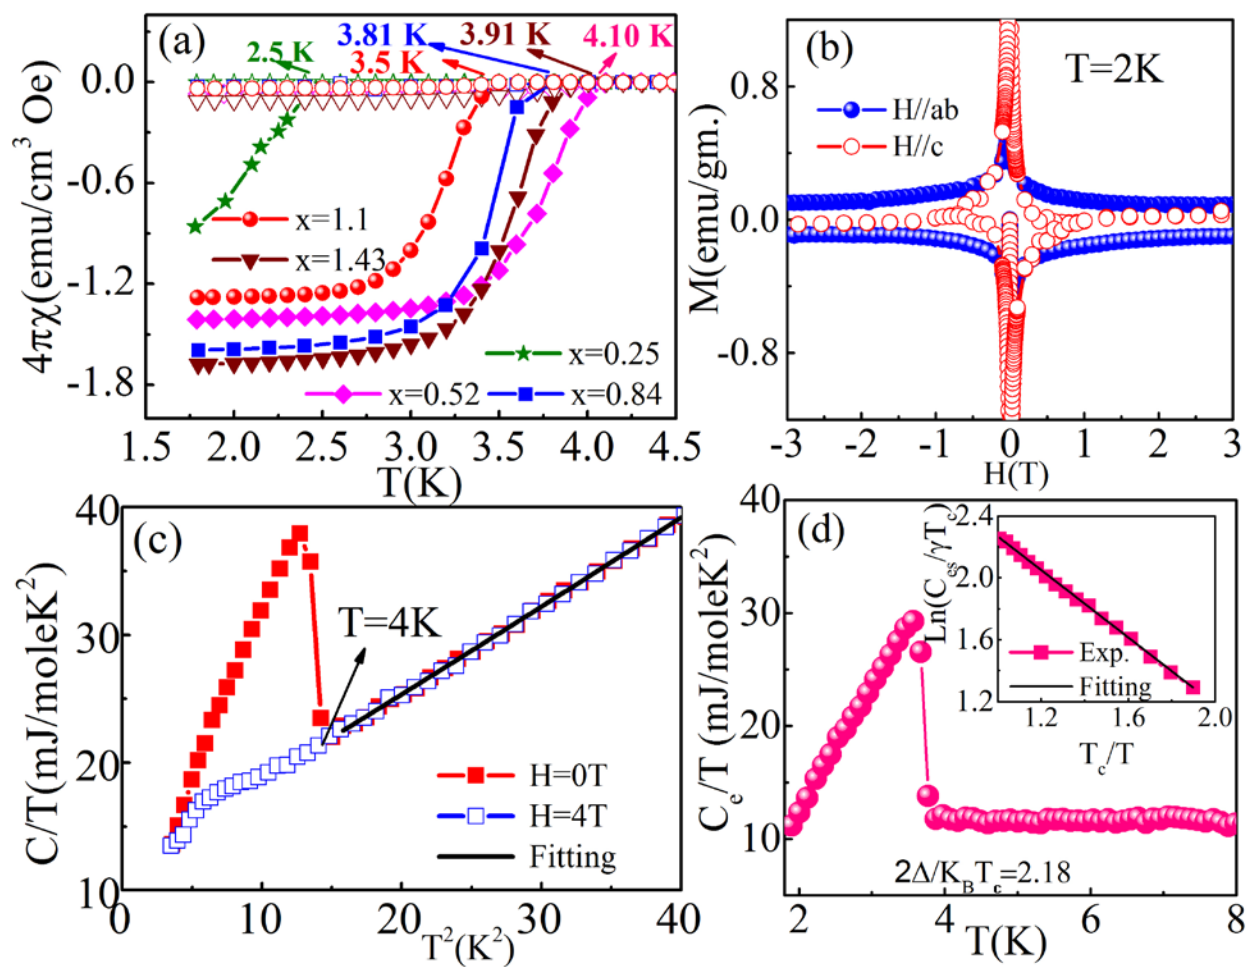 (a)
3.81 K
3.91 K
4.10 K
2.5 K
3.5 K
0.0
-0.6
-1.2
-1.8
4πχ(emu/cm³ Oe)
x=1.1
x=1.43
x=0.25
x=0.52
x=0.84
1.5 2.0 2.5 3.0 3.5 4.0 4.5
T(K)
(b)
T=2K
H//ab
H//c
0.8
0.0
-0.8
M(emu/gm.)
-3 -2 -1 0 1 2 3
H(T)
(c)
T=4K
40
30
20
10
C/T(mJ/moleK²)
H=0T
H=4T
Fitting
0 10 20 30 40
T²(K²)
(d)
40
30
20
10
Cₑ/T (mJ/moleK²)
2.4
2.0
1.6
1.2
Ln(Cₑₛ/γT꜀)
Exp.
Fitting
1.2 1.6 2.0
T꜀/T
2Δ/K_BT꜀=2.18
2 4 6 8
T(K)